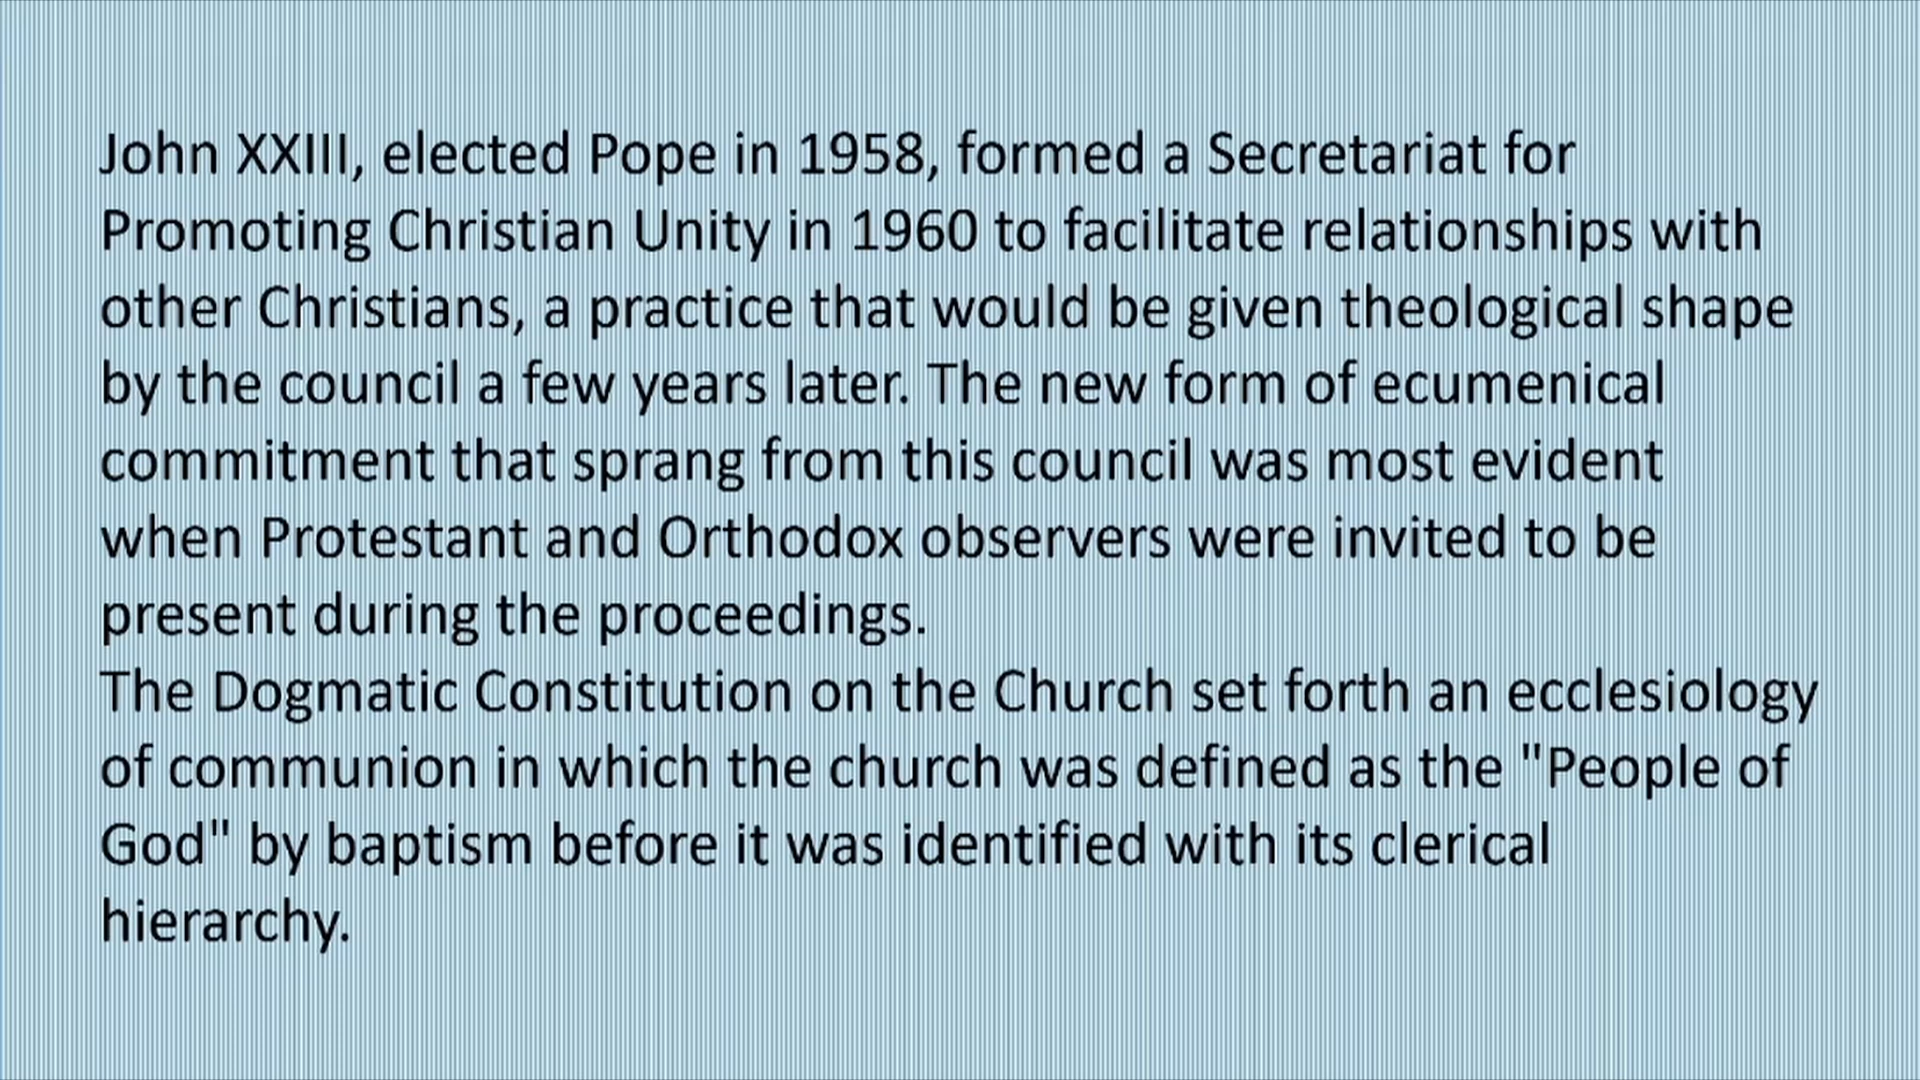 John XXIII, elected Pope in 1958, formed a Secretariat for
Promoting Christian Unity in 1960 to facilitate relationships with
other Christians, a practice that would be given theological shape
by the council a few years later. The new form of ecumenical
commitment that sprang from this council was most evident
when Protestant and Orthodox observers were invited to be
present during the proceedings.
The Dogmatic Constitution on the Church set forth an ecclesiology
of communion in which the church was defined as the "People of
God" by baptism before it was identified with its clerical
hierarchy.